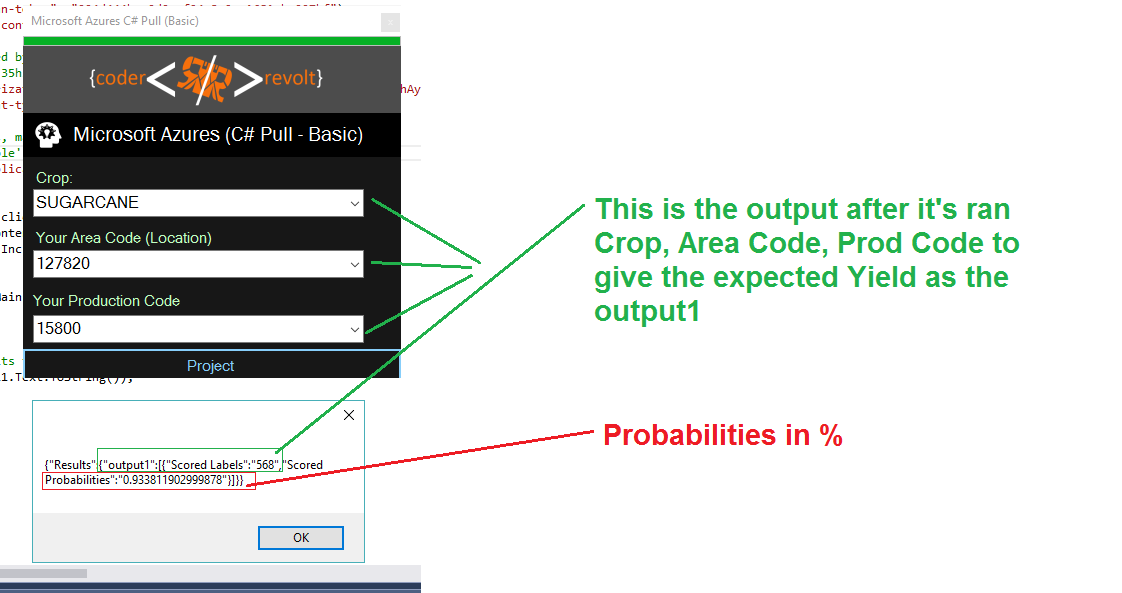 Microsoft Azures C# Pull (Basic)
{coder< / >revolt}
Microsoft Azures (C# Pull - Basic)
Crop:
SUGARCANE
Your Area Code (Location)
127820
Your Production Code
15800
Project
{"Results":{"output1":[{"Scored Labels":"568","Scored
Probabilities":"0.933811902999878"}]}}
OK
This is the output after it's ran
Crop, Area Code, Prod Code to
give the expected Yield as the
output1
Probabilities in %